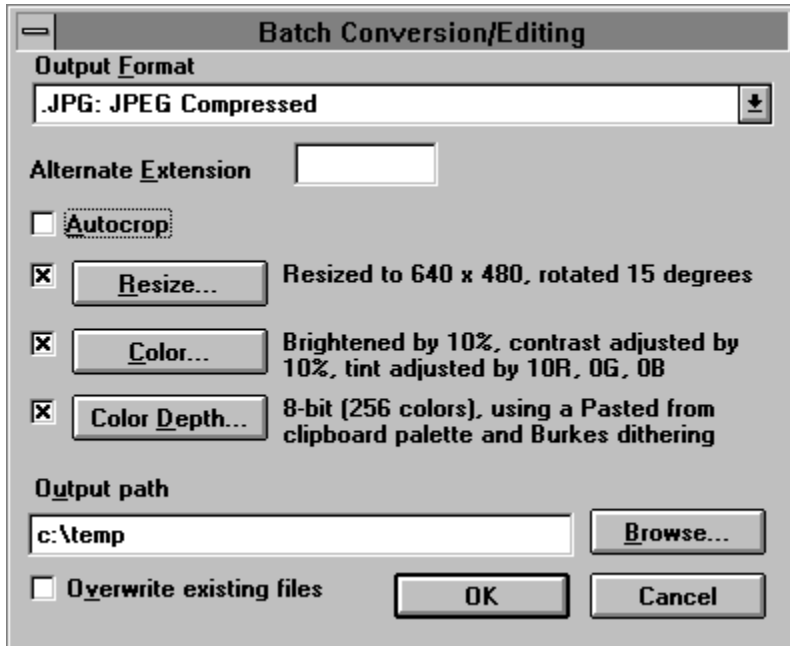 Batch Conversion/Editing
Output Format
.JPG: JPEG Compressed
Alternate Extension
Autocrop
Resize...
Resized to 640 x 480, rotated 15 degrees
Color...
Brightened by 10%, contrast adjusted by
10%, tint adjusted by 10R, 0G, 0B
Color Depth...
8-bit (256 colors), using a Pasted from
clipboard palette and Burkes dithering
Output path
c:\temp
Browse...
Overwrite existing files
OK
Cancel